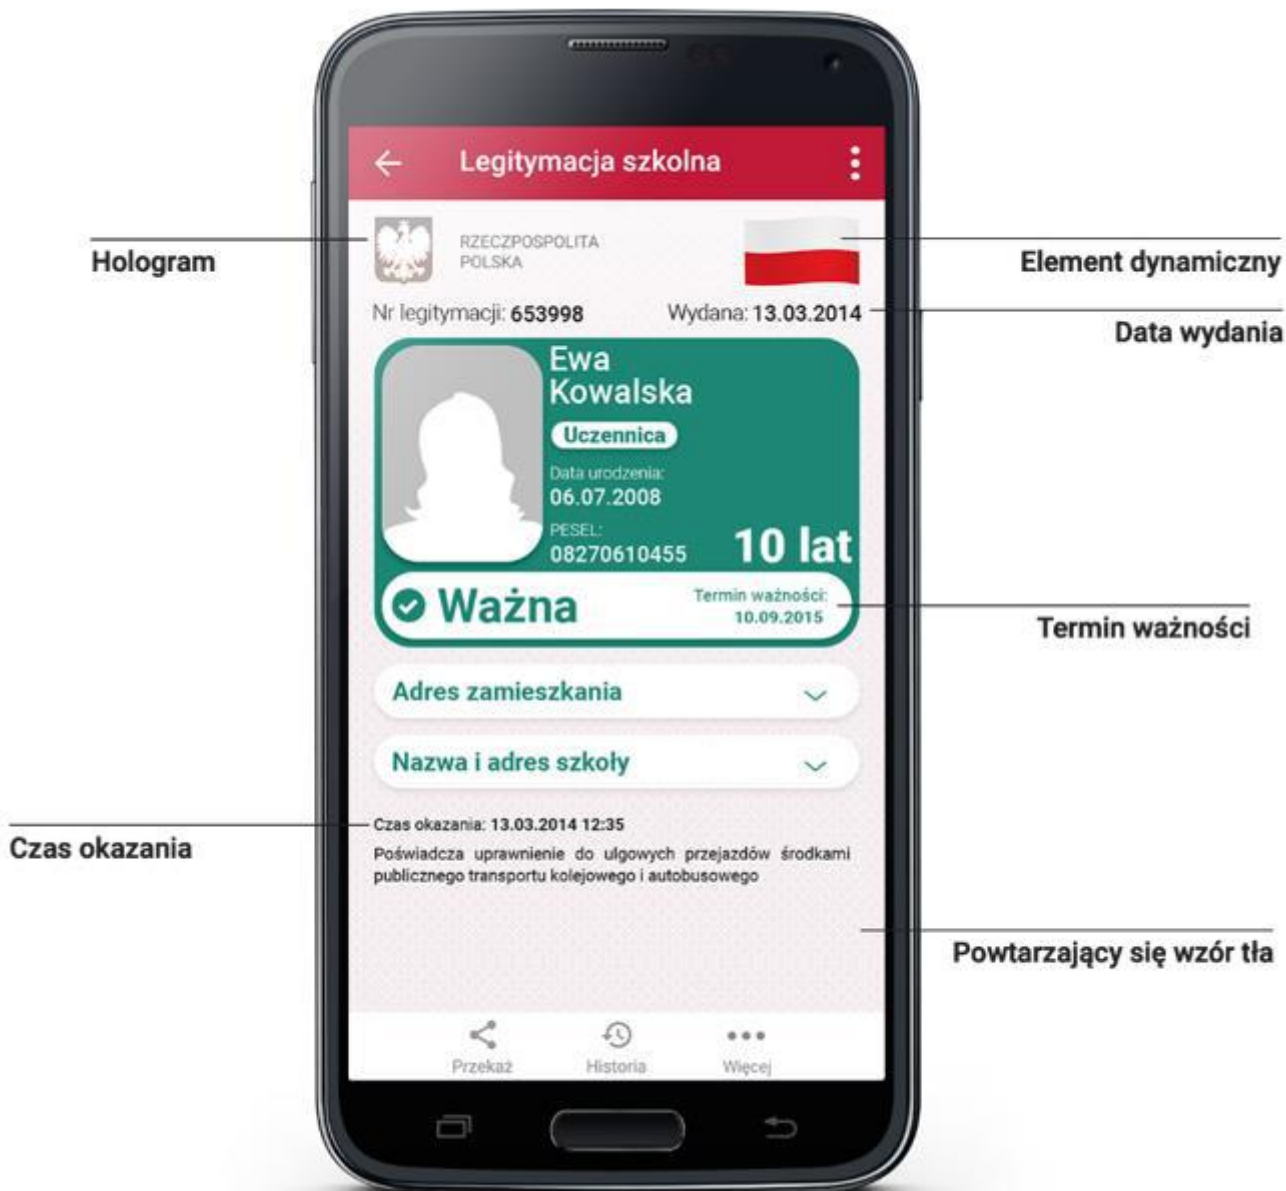 Legitymacja szkolna
Hologram
RZECZPOSPOLITA
POLSKA
Element dynamiczny
Nr legitymacji: 653998
Wydana: 13.03.2014
Data wydania
Ewa
Kowalska
Uczennica
Data urodzenia:
06.07.2008
PESEL:
08270610455
10 lat
Ważna
Termin ważności:
10.09.2015
Termin ważności
Adres zamieszkania
Nazwa i adres szkoły
Czas okazania: 13.03.2014 12:35
Czas okazania
Poświadcza uprawnienie do ulgowych przejazdów środkami
publicznego transportu kolejowego i autobusowego
Powtarzający się wzór tła
Przekaż
Historia
Więcej